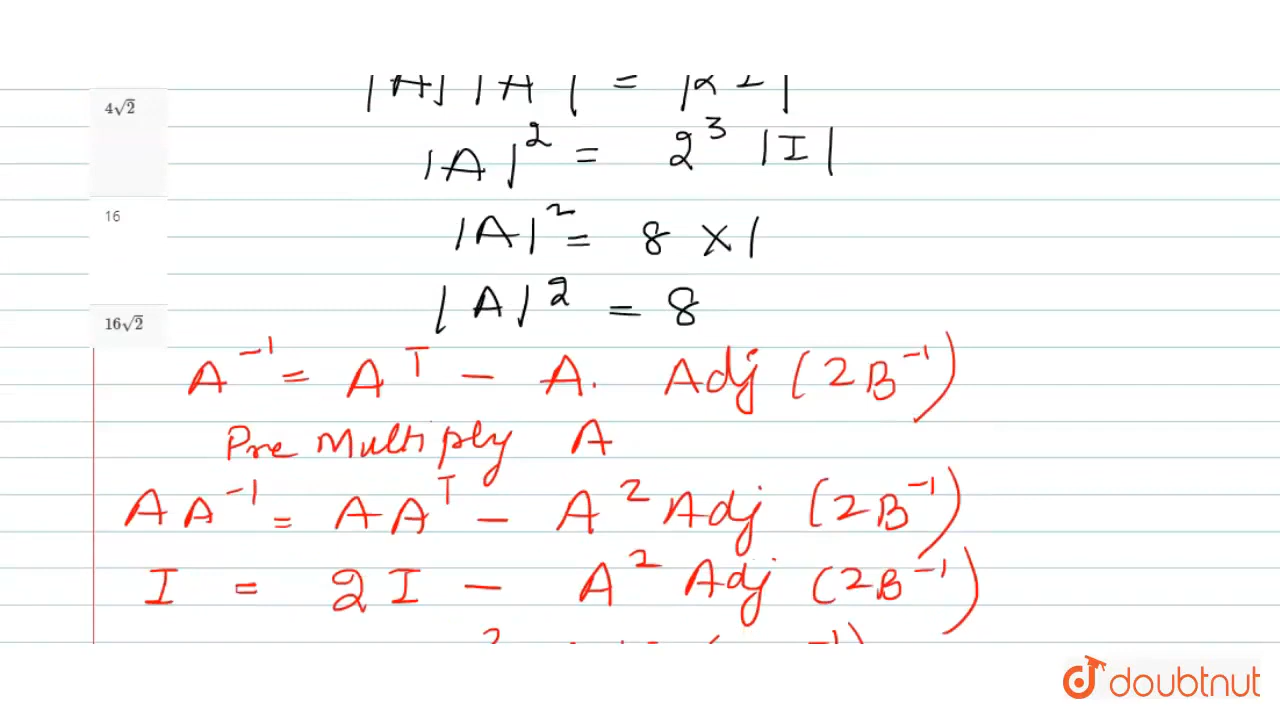 |A| |A| = |2I|
4√2
|A|² = 2³ |I|
16
|A|² = 8 × 1
|A|² = 8
16√2
A⁻¹ = Aᵀ - A. Adj (2B⁻¹)
Pre Multiply A
AA⁻¹ = AAᵀ - A² Adj (2B⁻¹)
I = 2I - A² Adj (2B⁻¹)
doubtnut